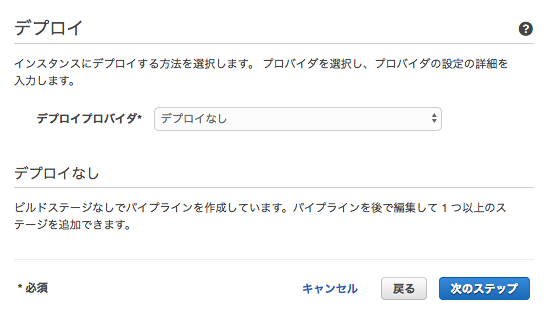 デプロイ
?
インスタンスにデプロイする方法を選択します。 プロバイダを選択し、プロバイダの設定の詳細を
入力します。
デプロイプロバイダ* デプロイなし
デプロイなし
ビルドステージなしでパイプラインを作成しています。パイプラインを後で編集して 1 つ以上のス
テージを追加できます。
* 必須 キャンセル 戻る 次のステップ